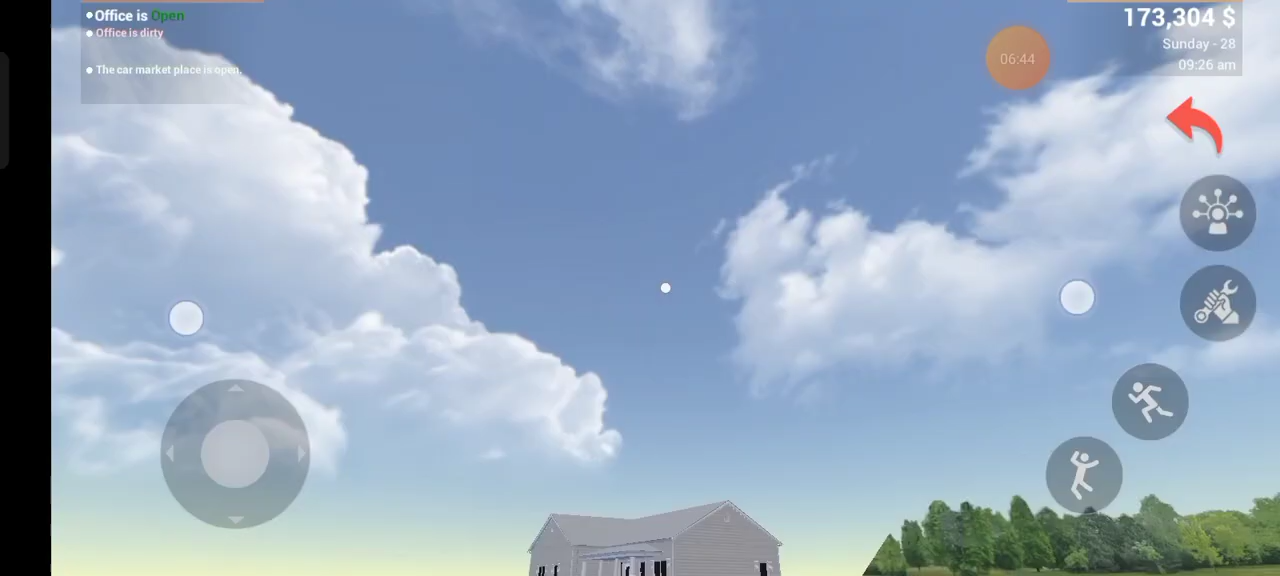 Office is Open
Office is dirty
The car market place is open.
06:44
173,304 $
Sunday - 28
09:26 am